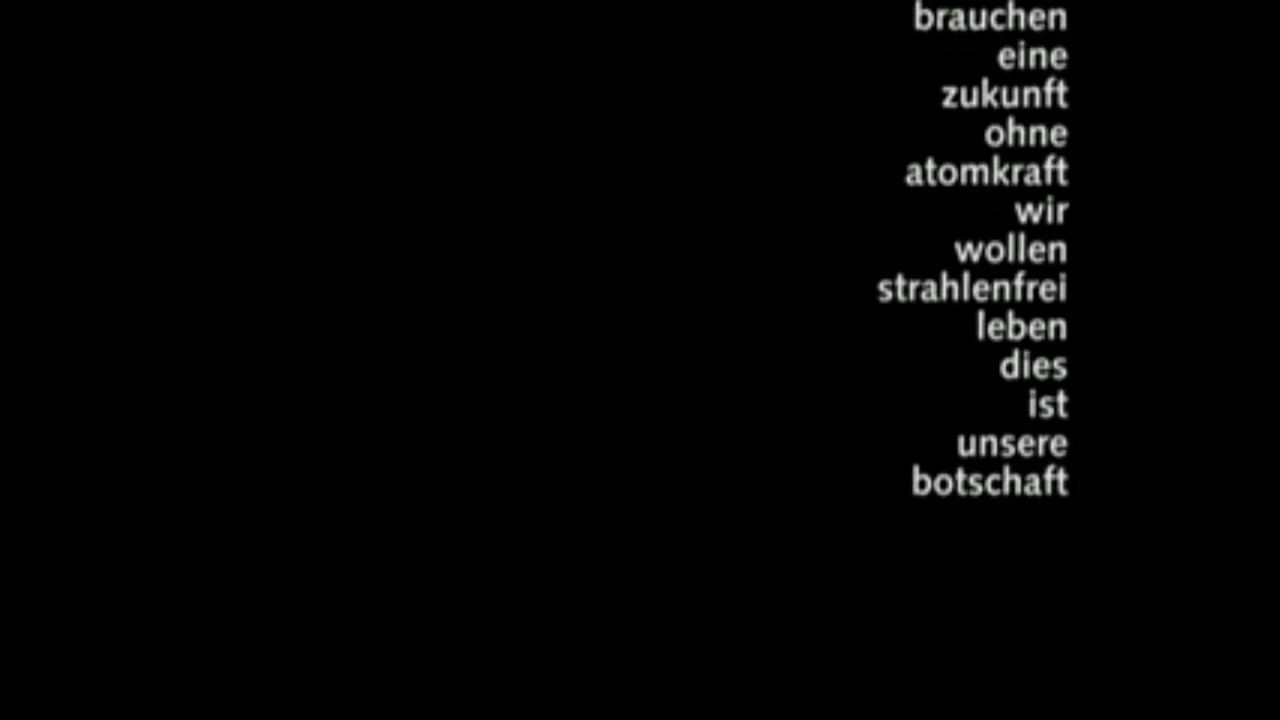 brauchen
eine
zukunft
ohne
atomkraft
wir
wollen
strahlenfrei
leben
dies
ist
unsere
botschaft